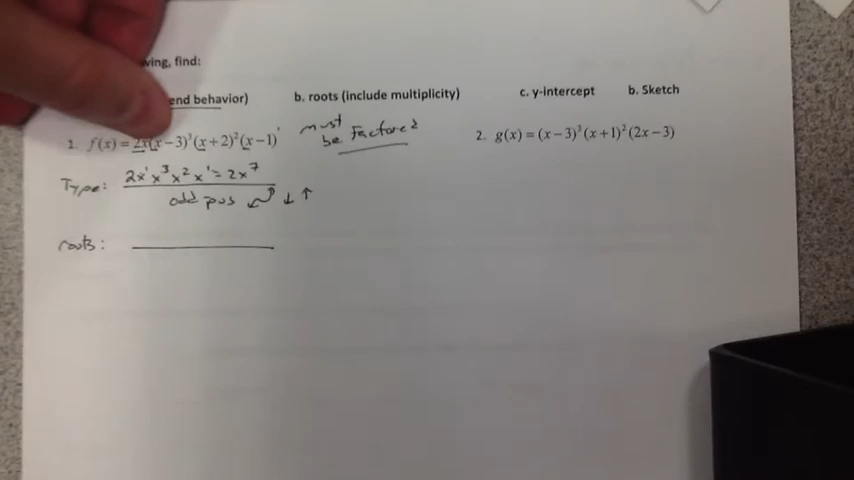 wing, find:
end behavior) b. roots (include multiplicity) c. y-intercept b. Sketch
1. f(x) = 2x(x − 3)³(x + 2)²(x − 1)¹ must be Factored
2. g(x) = (x − 3)³(x + 1)²(2x − 3)
Type: 2x¹x³x²x¹ = 2x⁷
odd pos ↓ ↑
roots: